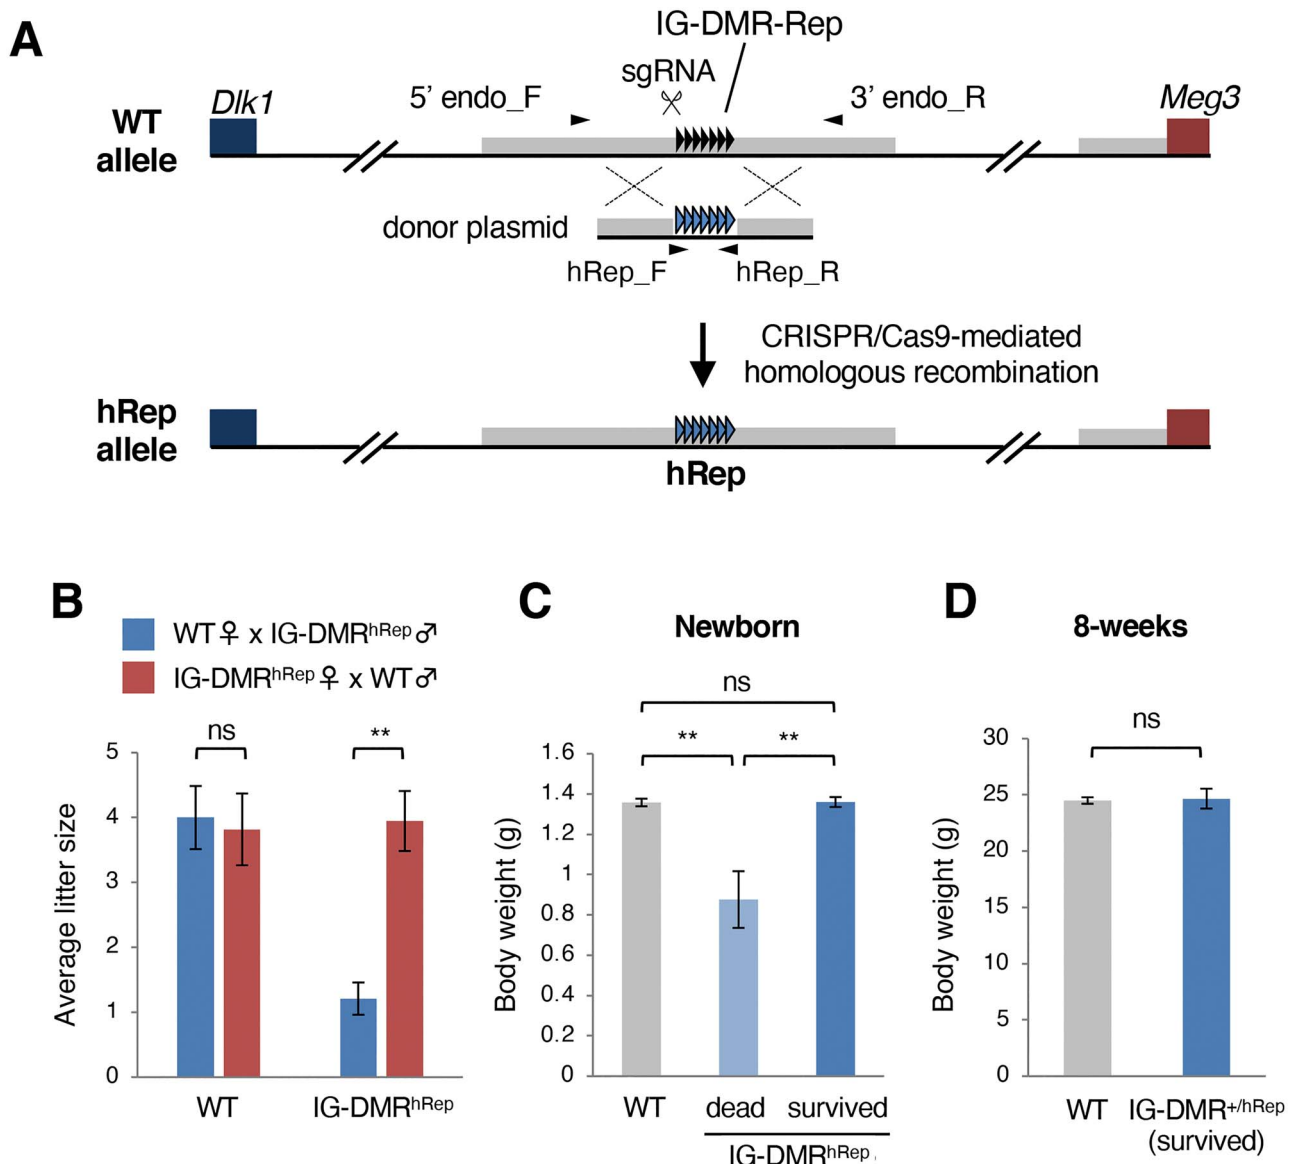 A
IG-DMR-Rep
sgRNA
5’ endo_F
3’ endo_R
Dlk1
Meg3
WT
allele
donor plasmid
hRep_F
hRep_R
CRISPR/Cas9-mediated
homologous recombination
hRep
allele
hRep
B
WT♀ x IG-DMRhRep♂
IG-DMRhRep♀ x WT♂
ns
**
5
4
3
2
1
0
Average litter size
WT
IG-DMRhRep
C
Newborn
ns
**
**
1.6
1.4
1.2
1
0.8
0.6
0.4
0.2
0
Body weight (g)
WT
dead
survived
IG-DMRhRep
D
8-weeks
ns
30
25
20
15
10
5
0
Body weight (g)
WT
IG-DMR+/hRep
(survived)